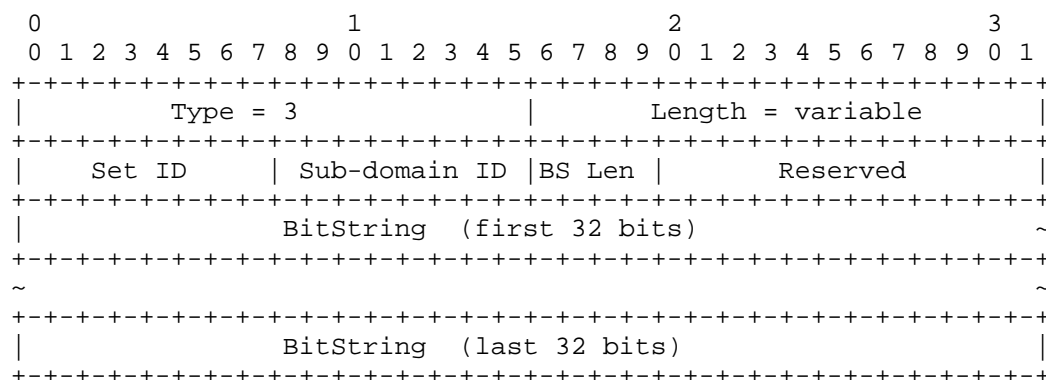 0                   1                   2                   3
 0 1 2 3 4 5 6 7 8 9 0 1 2 3 4 5 6 7 8 9 0 1 2 3 4 5 6 7 8 9 0 1
+-+-+-+-+-+-+-+-+-+-+-+-+-+-+-+-+-+-+-+-+-+-+-+-+-+-+-+-+-+-+-+-+
|         Type = 3              |       Length = variable       |
+-+-+-+-+-+-+-+-+-+-+-+-+-+-+-+-+-+-+-+-+-+-+-+-+-+-+-+-+-+-+-+-+
|    Set ID     | Sub-domain ID |BS Len |       Reserved        |
+-+-+-+-+-+-+-+-+-+-+-+-+-+-+-+-+-+-+-+-+-+-+-+-+-+-+-+-+-+-+-+-+
|                BitString  (first 32 bits)                     ~
+-+-+-+-+-+-+-+-+-+-+-+-+-+-+-+-+-+-+-+-+-+-+-+-+-+-+-+-+-+-+-+-+
~                                                               ~
+-+-+-+-+-+-+-+-+-+-+-+-+-+-+-+-+-+-+-+-+-+-+-+-+-+-+-+-+-+-+-+-+
|                BitString  (last 32 bits)                      |
+-+-+-+-+-+-+-+-+-+-+-+-+-+-+-+-+-+-+-+-+-+-+-+-+-+-+-+-+-+-+-+-+